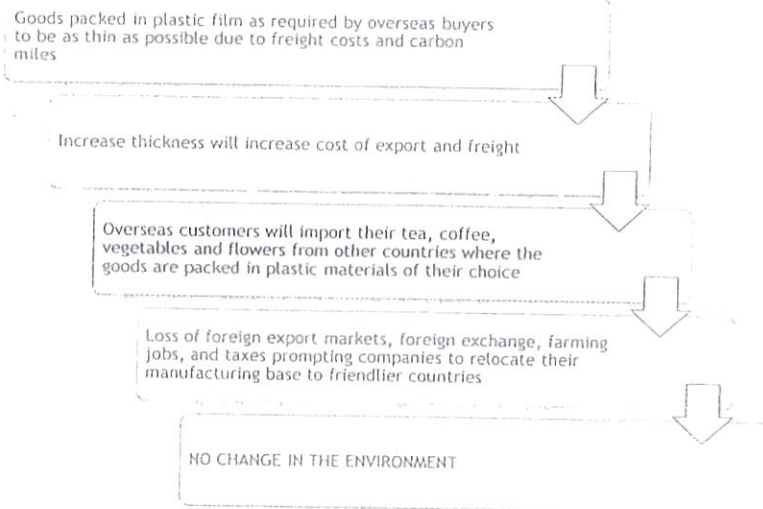 Goods packed in plastic film as required by overseas buyers
to be as thin as possible due to freight costs and carbon
miles
Increase thickness will increase cost of export and freight
Overseas customers will import their tea, coffee,
vegetables and flowers from other countries where the
goods are packed in plastic materials of their choice
Loss of foreign export markets, foreign exchange, farming
jobs, and taxes prompting companies to relocate their
manufacturing base to friendlier countries
NO CHANGE IN THE ENVIRONMENT